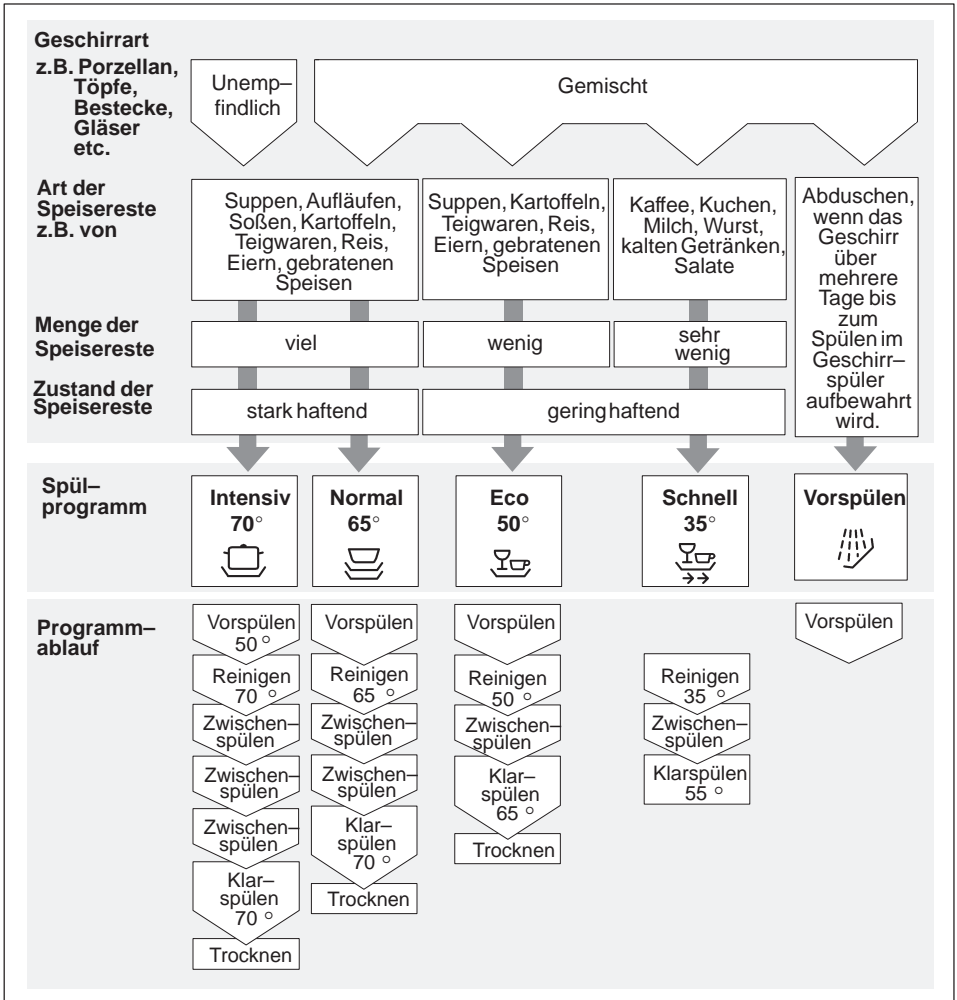 Geschirrart
z.B. Porzellan,
Töpfe,
Bestecke,
Gläser
etc.
Unemp–
findlich
Gemischt
Art der
Speisereste
z.B. von
Suppen, Aufläufen,
Soßen, Kartoffeln,
Teigwaren, Reis,
Eiern, gebratenen
Speisen
Suppen, Kartoffeln,
Teigwaren, Reis,
Eiern, gebratenen
Speisen
Kaffee, Kuchen,
Milch, Wurst,
kalten Getränken,
Salate
Abduschen,
wenn das
Geschirr
über
mehrere
Tage bis
zum
Spülen im
Geschirr–
spüler
aufbewahrt
wird.
Menge der
Speisereste
viel
wenig
sehr
wenig
Zustand der
Speisereste
stark haftend
gering haftend
Spül–
programm
Intensiv
70°
Normal
65°
Eco
50°
Schnell
35°
Vorspülen
Programm–
ablauf
Vorspülen
50 °
Reinigen
70 °
Zwischen–
spülen
Zwischen–
spülen
Zwischen–
spülen
Klar–
spülen
70 °
Trocknen
Vorspülen
Reinigen
65 °
Zwischen–
spülen
Zwischen–
spülen
Klar–
spülen
70 °
Trocknen
Vorspülen
Reinigen
50 °
Zwischen–
spülen
Klar–
spülen
65 °
Trocknen
Reinigen
35 °
Zwischen–
spülen
Klarspülen
55 °
Vorspülen